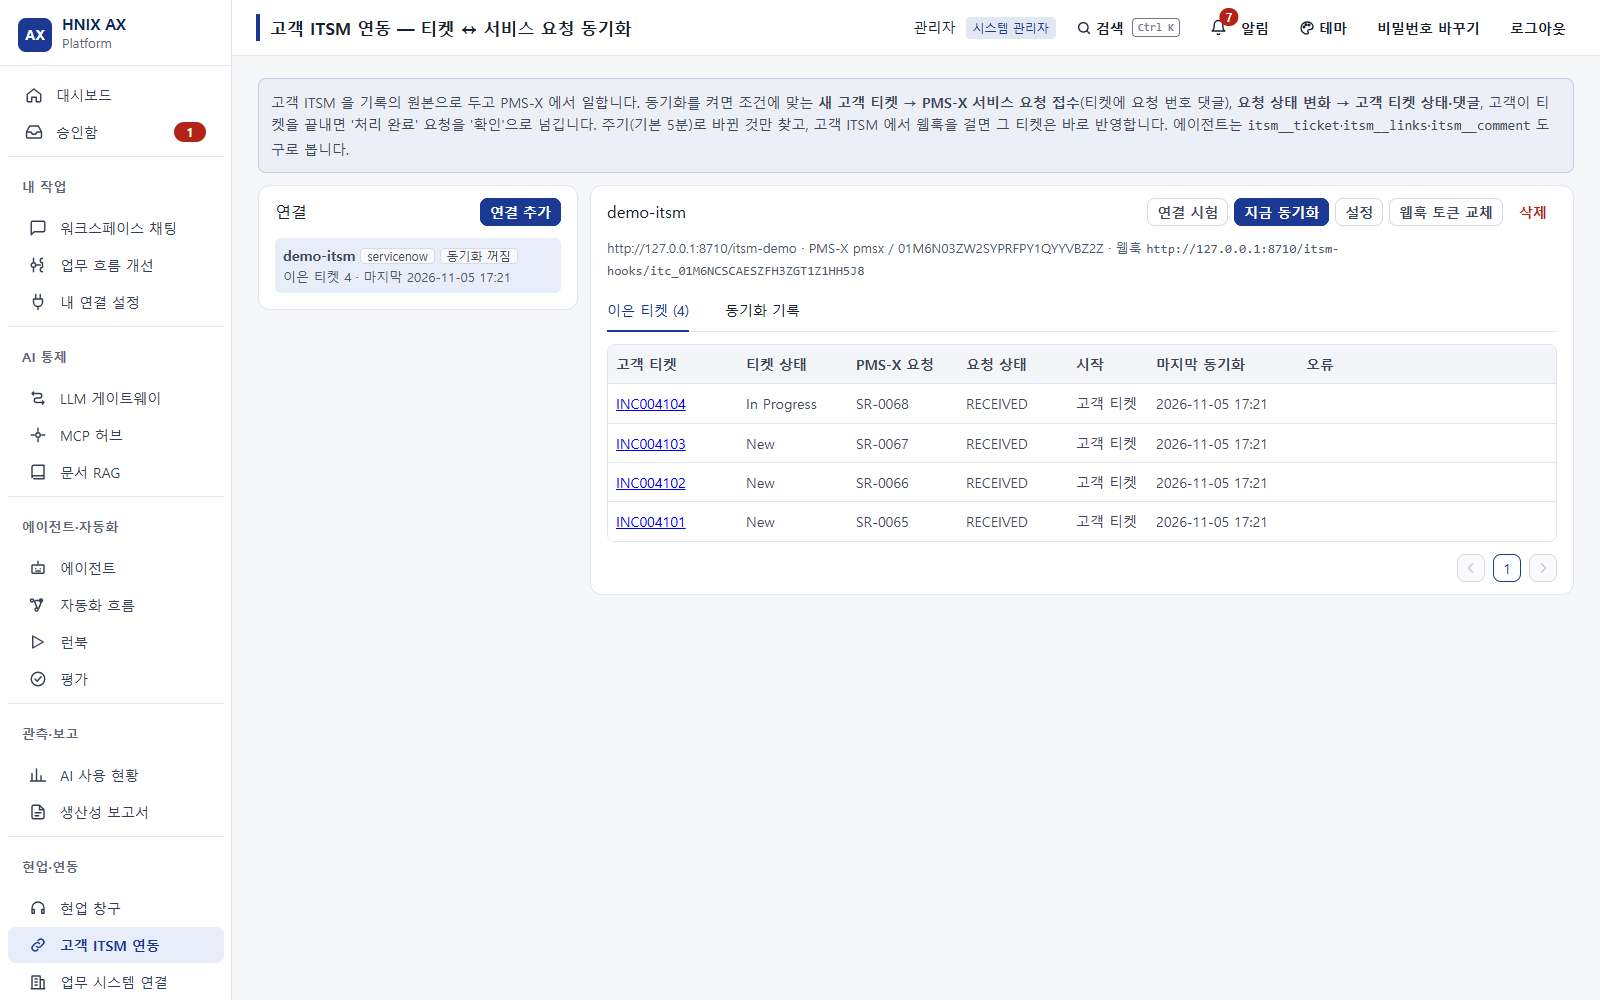 AX
HNIX AX
Platform
고객 ITSM 연동 — 티켓 ↔ 서비스 요청 동기화
관리자
시스템 관리자
검색
Ctrl K
7
알림
테마
비밀번호 바꾸기
로그아웃
대시보드
승인함
1
내 작업
워크스페이스 채팅
업무 흐름 개선
내 연결 설정
AI 통제
LLM 게이트웨이
MCP 허브
문서 RAG
에이전트·자동화
에이전트
자동화 흐름
런북
평가
관측·보고
AI 사용 현황
생산성 보고서
현업·연동
현업 창구
고객 ITSM 연동
업무 시스템 연결
고객 ITSM 을 기록의 원본으로 두고 PMS-X 에서 일합니다. 동기화를 켜면 조건에 맞는 새 고객 티켓 → PMS-X 서비스 요청 접수(티켓에 요청 번호 댓글), 요청 상태 변화 → 고객 티켓 상태·댓글, 고객이 티
켓을 끝내면 '처리 완료' 요청을 '확인'으로 넘깁니다. 주기(기본 5분)로 바뀐 것만 찾고, 고객 ITSM 에서 웹훅을 걸면 그 티켓은 바로 반영합니다. 에이전트는 itsm__ticket·itsm__links·itsm__comment 도
구로 봅니다.
연결
연결 추가
demo-itsm servicenow 동기화 꺼짐
이은 티켓 4 · 마지막 2026-11-05 17:21
demo-itsm
연결 시험
지금 동기화
설정
웹훅 토큰 교체
삭제
http://127.0.0.1:8710/itsm-demo · PMS-X pmsx / 01M6N03ZW2SYPRFPY1QYYVBZ2Z · 웹훅 http://127.0.0.1:8710/itsm-
hooks/itc_01M6NCSCAESZFH3ZGT1Z1HH5J8
이은 티켓 (4)
동기화 기록
고객 티켓 티켓 상태 PMS-X 요청 요청 상태 시작 마지막 동기화 오류
INC004104 In Progress SR-0068 RECEIVED 고객 티켓 2026-11-05 17:21
INC004103 New SR-0067 RECEIVED 고객 티켓 2026-11-05 17:21
INC004102 New SR-0066 RECEIVED 고객 티켓 2026-11-05 17:21
INC004101 New SR-0065 RECEIVED 고객 티켓 2026-11-05 17:21
1